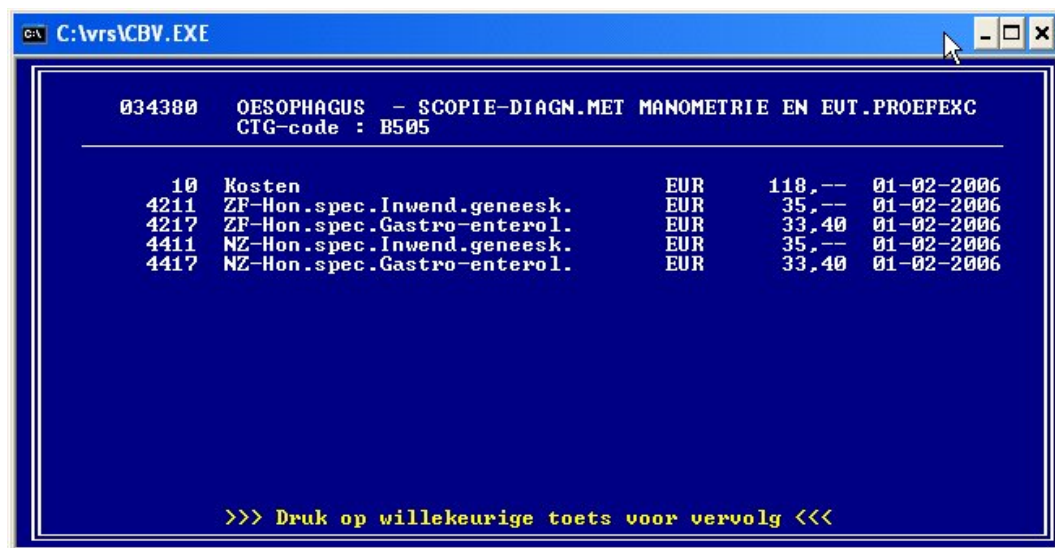 C:\vrs\CBV.EXE
034380 OESOPHAGUS - SCOPIE-DIAGN.MET MANOMETRIE EN EVT.PROEFEXC
CTG-code : B505
10 Kosten EUR 118,-- 01-02-2006
4211 ZF-Hon.spec.Inwend.geneesk. EUR 35,-- 01-02-2006
4217 ZF-Hon.spec.Gastro-enterol. EUR 33,40 01-02-2006
4411 NZ-Hon.spec.Inwend.geneesk. EUR 35,-- 01-02-2006
4417 NZ-Hon.spec.Gastro-enterol. EUR 33,40 01-02-2006
>>> Druk op willekeurige toets voor vervolg <<<